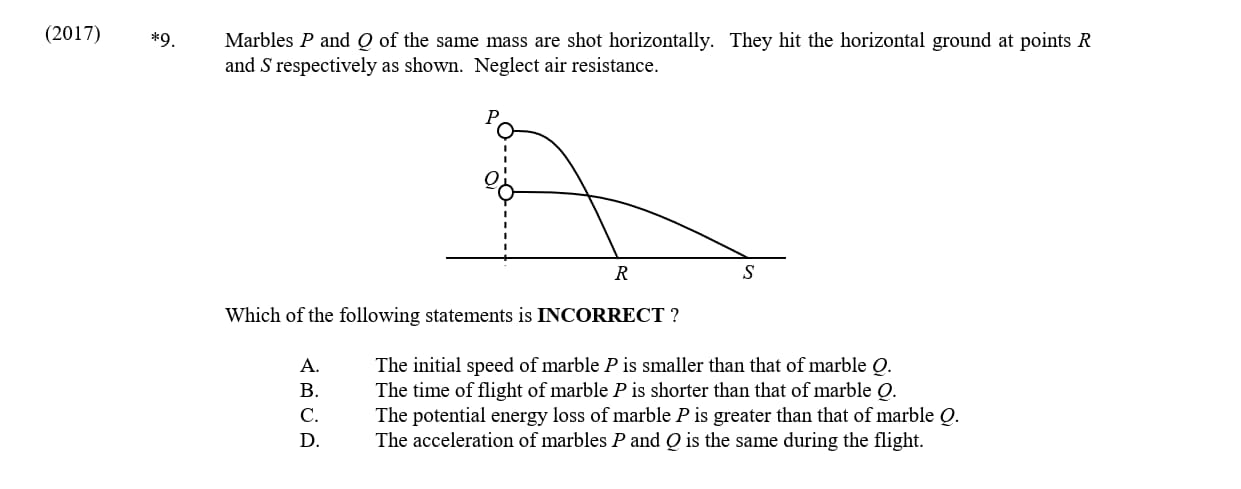 (2017) *9. Marbles P and Q of the same mass are shot horizontally. They hit the horizontal ground at points R
and S respectively as shown. Neglect air resistance.
P
Q
R S
Which of the following statements is INCORRECT ?
A. The initial speed of marble P is smaller than that of marble Q.
B. The time of flight of marble P is shorter than that of marble Q.
C. The potential energy loss of marble P is greater than that of marble Q.
D. The acceleration of marbles P and Q is the same during the flight.